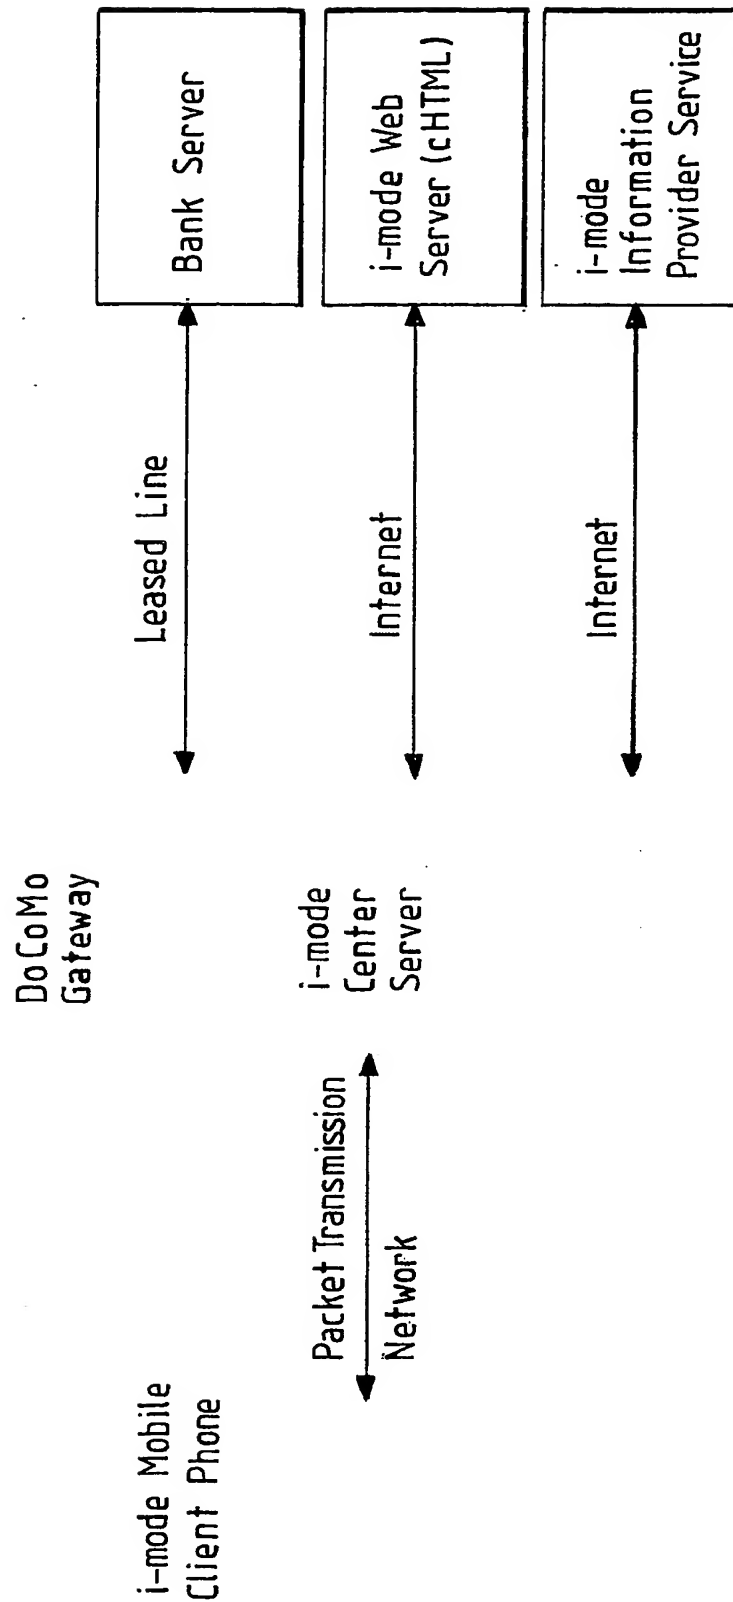 i-mode Mobile
Client Phone
Packet Transmission
Network
DoCoMo
Gateway
i-mode
Center
Server
Leased Line
Internet
Internet
Bank Server
i-mode Web
Server (cHTML)
i-mode
Information
Provider Service